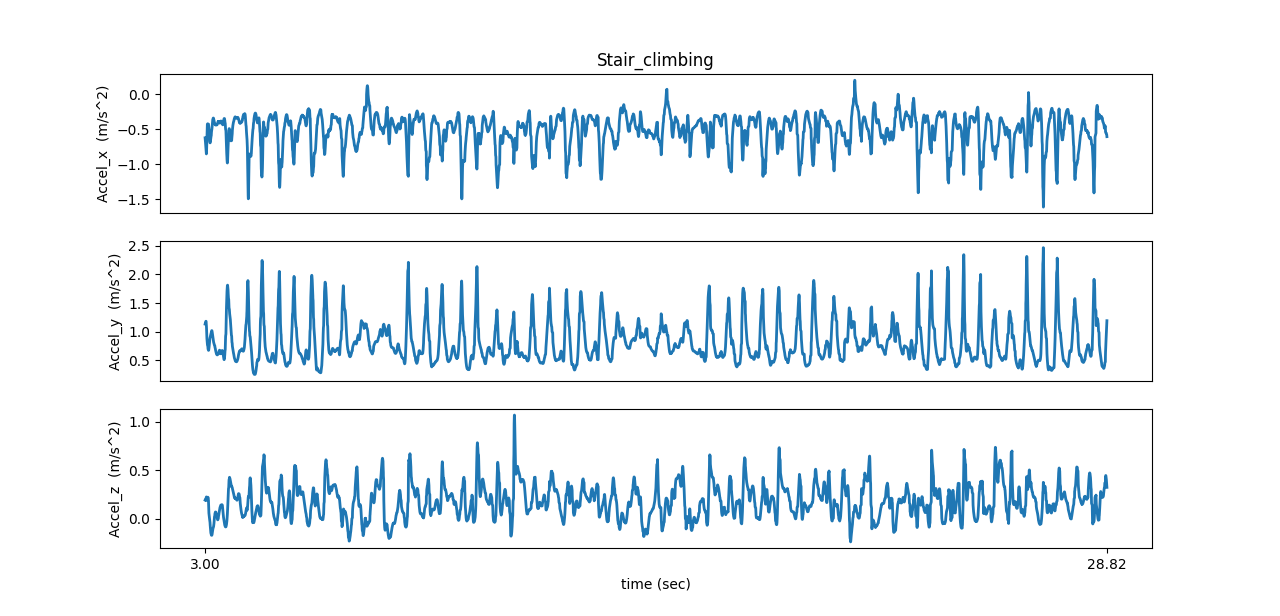 Stair_climbing
Accel_x (m/s^2)
0.0
−0.5
−1.0
−1.5
Accel_y (m/s^2)
2.5
2.0
1.5
1.0
0.5
Accel_z (m/s^2)
1.0
0.5
0.0
3.00
28.82
time (sec)